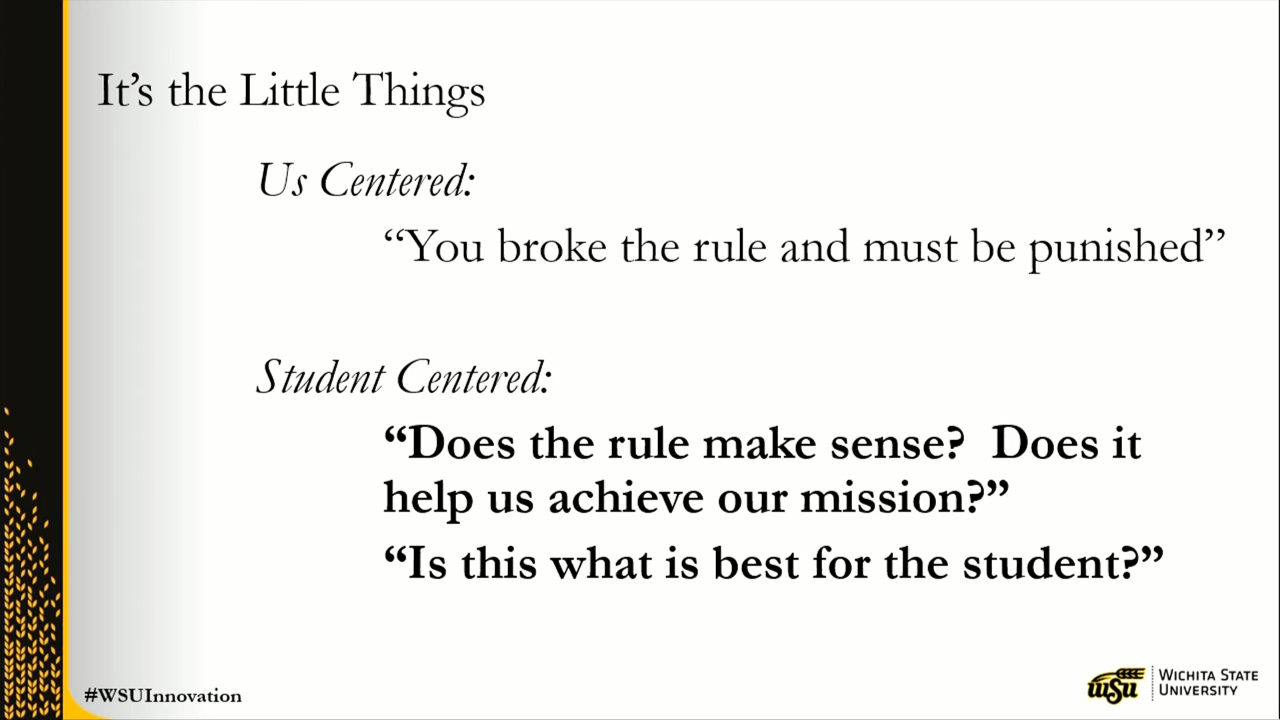 It’s the Little Things
Us Centered:
“You broke the rule and must be punished”
Student Centered:
“Does the rule make sense?  Does it
help us achieve our mission?”
“Is this what is best for the student?”
#WSUInnovation
WSU
WICHITA STATE
UNIVERSITY